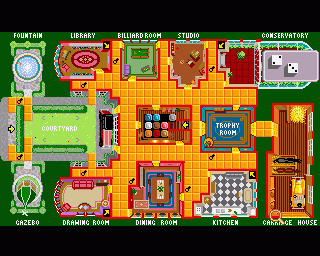 FOUNTAIN LIBRARY BILLIARD ROOM STUDIO CONSERVATORY
COURTYARD
TROPHY
ROOM
GAZEBO DRAWING ROOM DINING ROOM KITCHEN CARRIAGE HOUSE